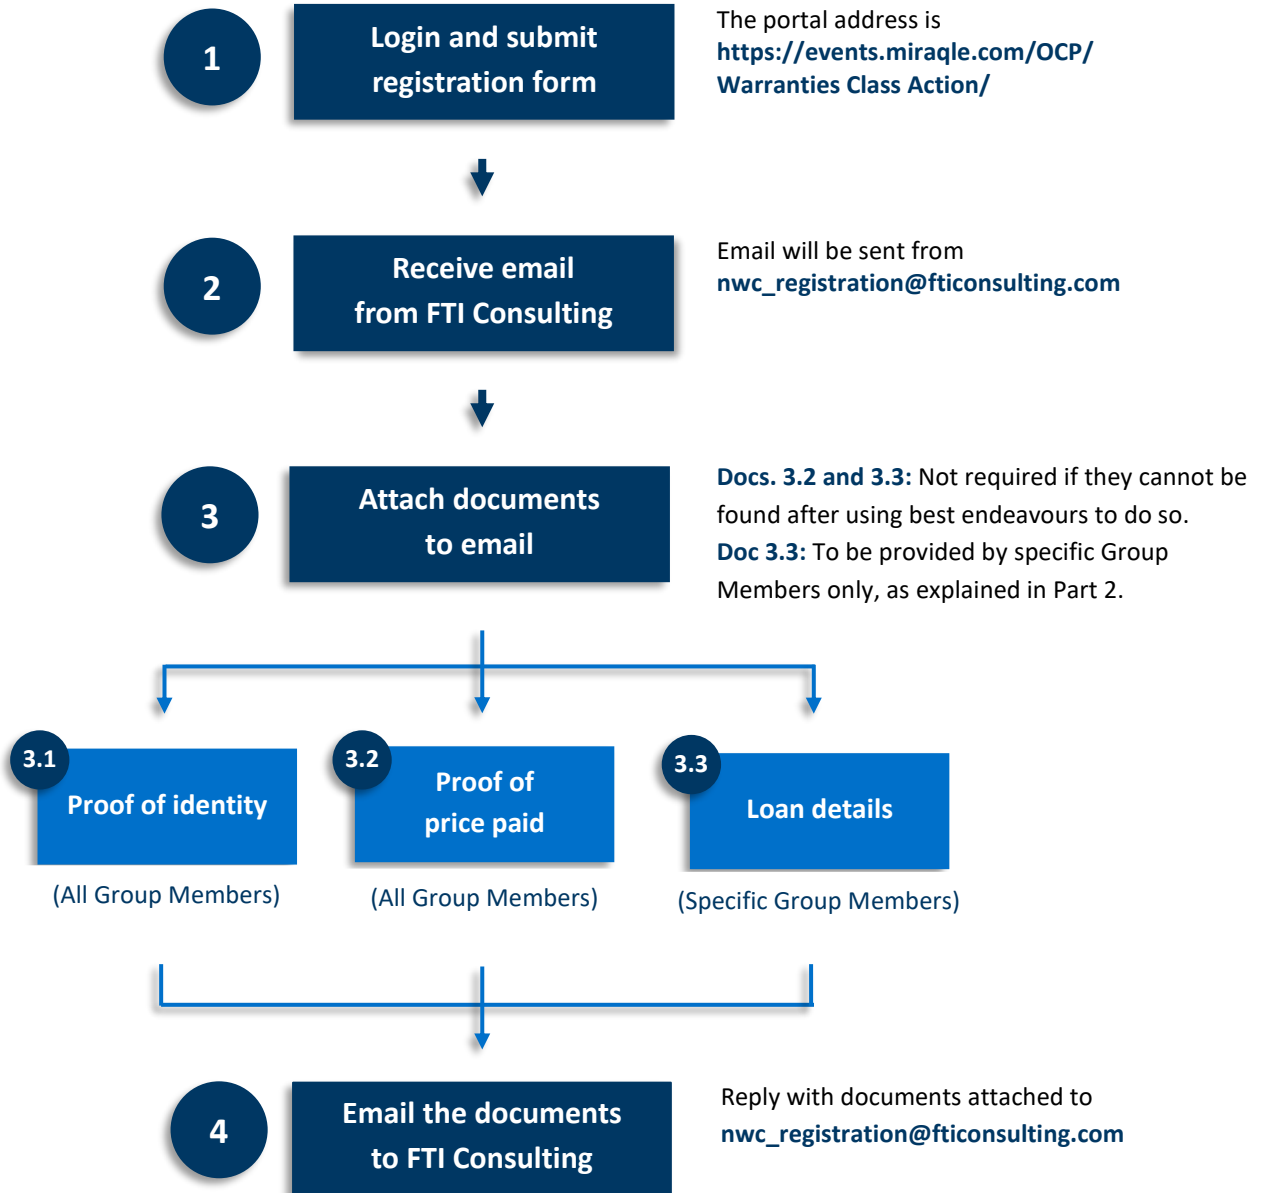 1
Login and submit
registration form
The portal address is
https://events.miraqle.com/OCP/
Warranties Class Action/
2
Receive email
from FTI Consulting
Email will be sent from
nwc_registration@fticonsulting.com
3
Attach documents
to email
Docs. 3.2 and 3.3: Not required if they cannot be
found after using best endeavours to do so.
Doc 3.3: To be provided by specific Group
Members only, as explained in Part 2.
3.1
Proof of identity
(All Group Members)
3.2
Proof of
price paid
(All Group Members)
3.3
Loan details
(Specific Group Members)
4
Email the documents
to FTI Consulting
Reply with documents attached to
nwc_registration@fticonsulting.com